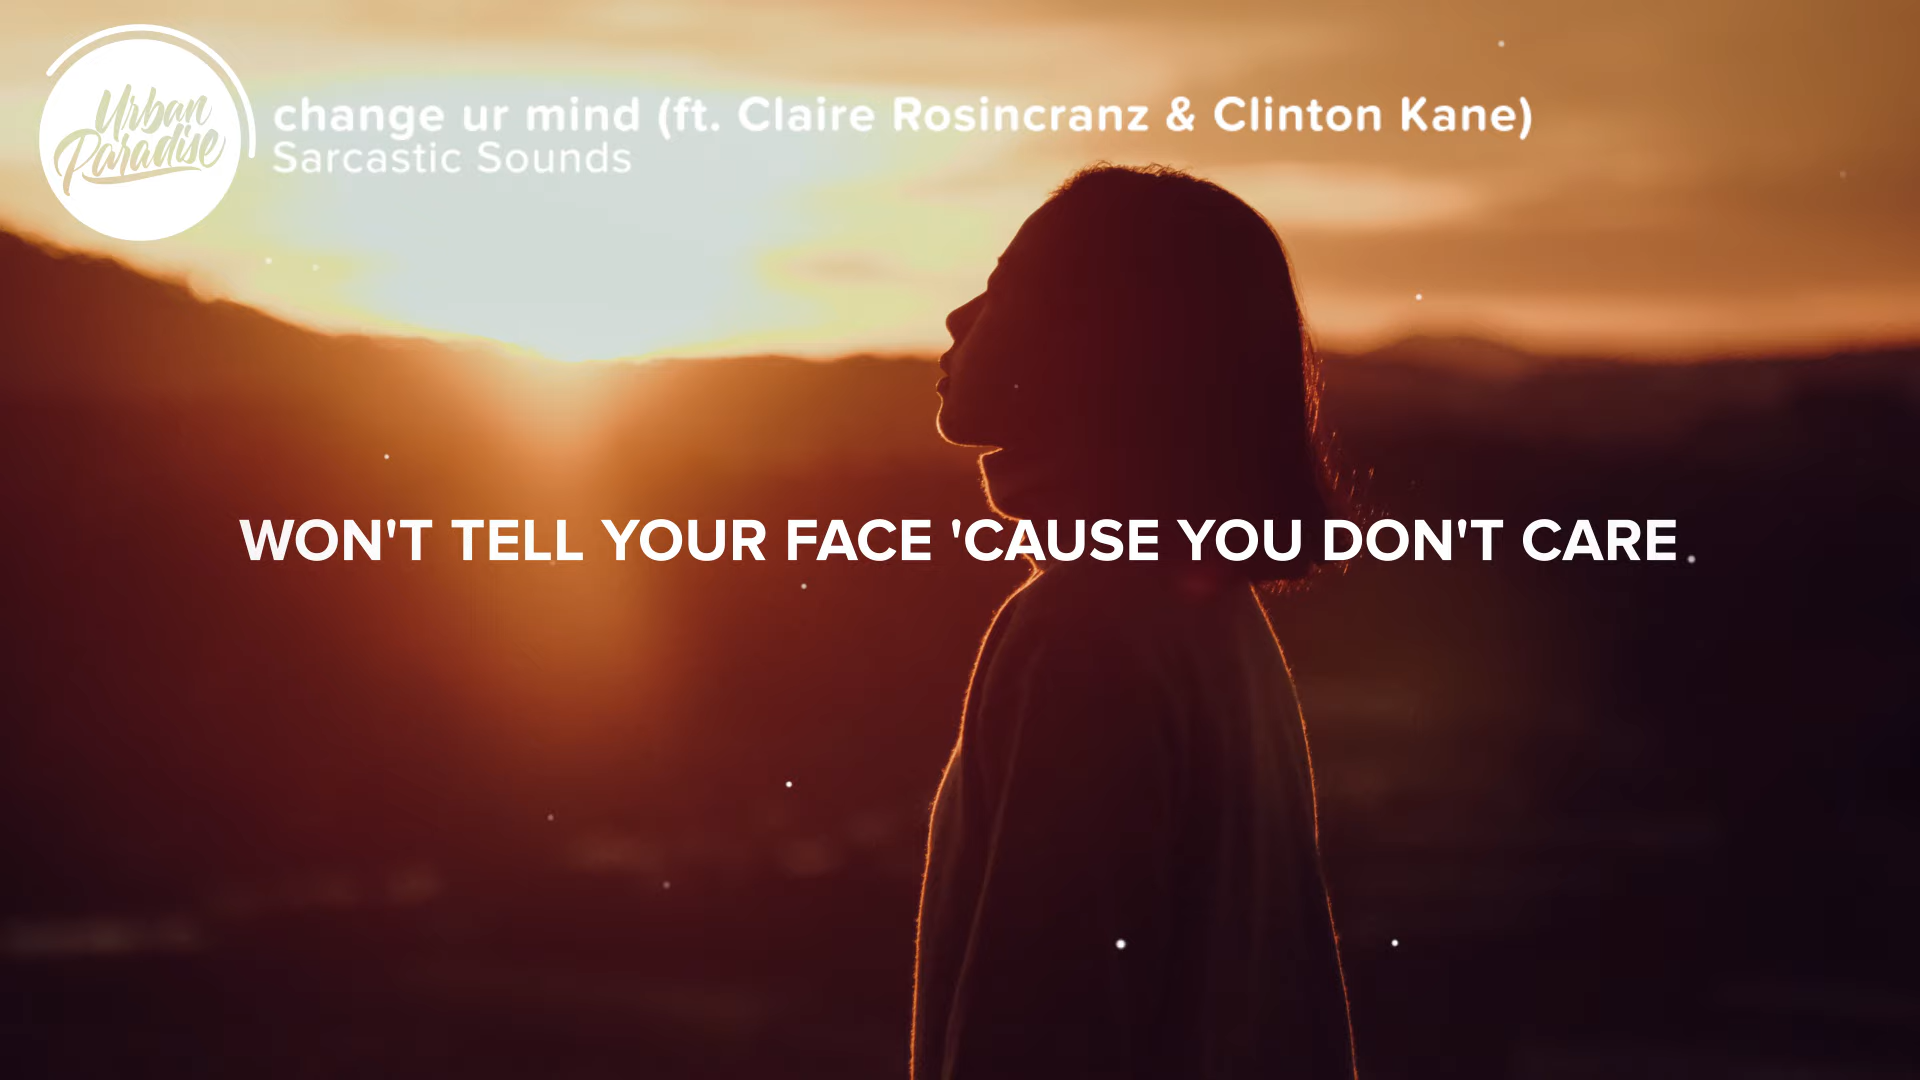 Urban
Paradise
change ur mind (ft. Claire Rosincranz & Clinton Kane)
Sarcastic Sounds
WON'T TELL YOUR FACE 'CAUSE YOU DON'T CARE